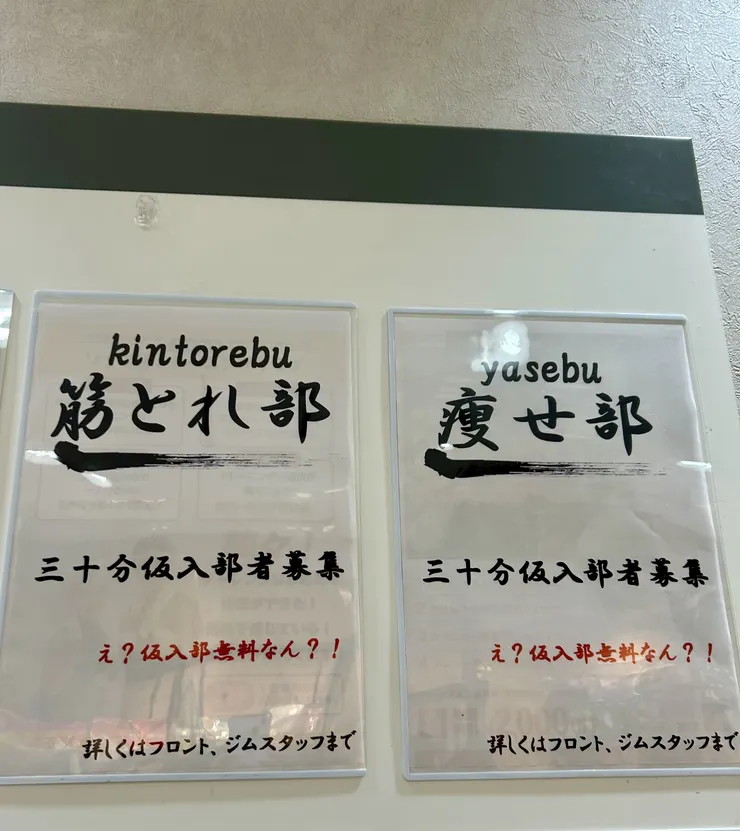 kintorebu
筋とれ部
三十分仮入部者募集
え?仮入部無料なん?!
詳しくはフロント、ジムスタッフまで
yasebu
痩せ部
三十分仮入部者募集
え?仮入部無料なん?!
詳しくはフロント、ジムスタッフまで